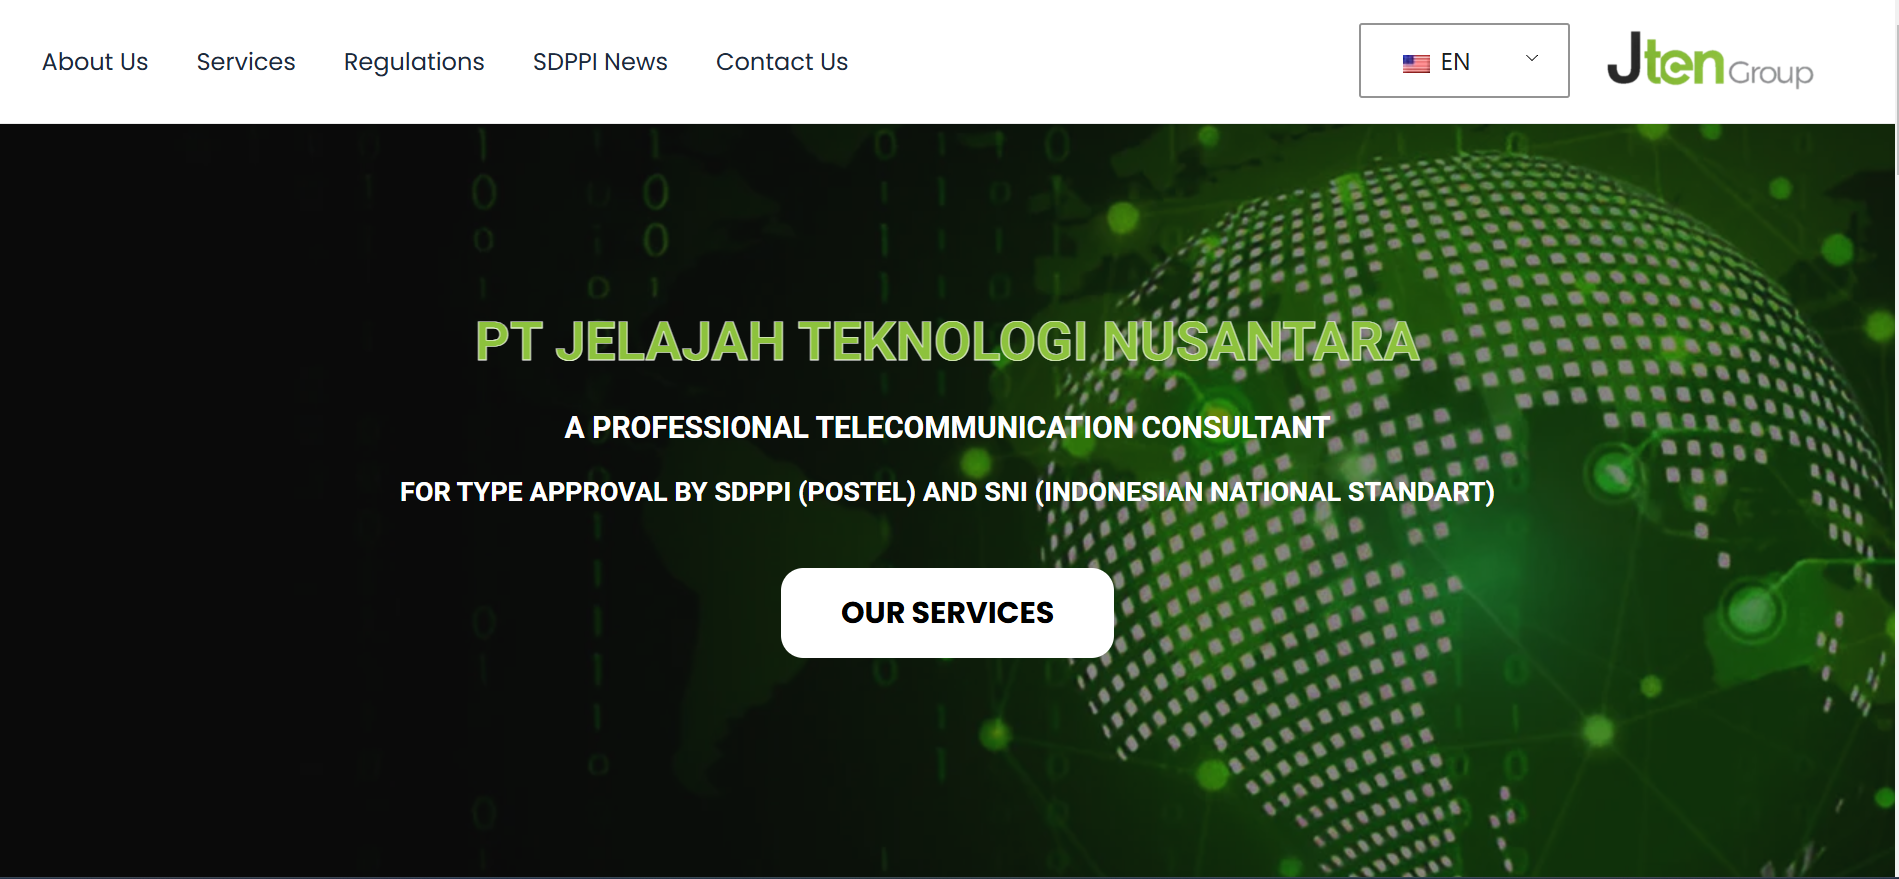 About Us
Services
Regulations
SDPPI News
Contact Us
EN
Jten Group
PT JELAJAH TEKNOLOGI NUSANTARA
A PROFESSIONAL TELECOMMUNICATION CONSULTANT
FOR TYPE APPROVAL BY SDPPI (POSTEL) AND SNI (INDONESIAN NATIONAL STANDART)
OUR SERVICES